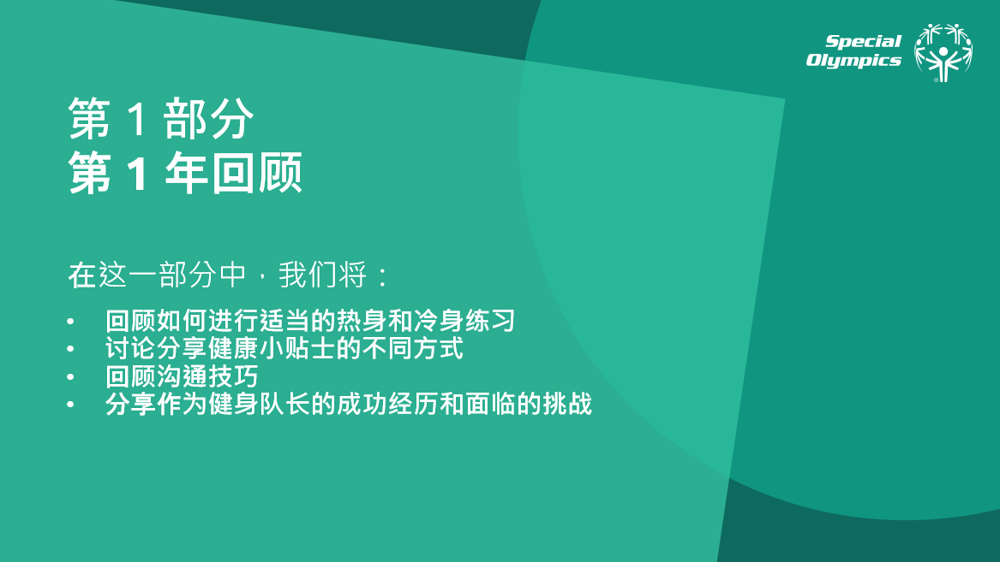 Special
Olympics
第 1 部分
第 1 年回顾
在这一部分中，我们将：
• 回顾如何进行适当的热身和冷身练习
• 讨论分享健康小贴士的不同方式
• 回顾沟通技巧
• 分享作为健身队长的成功经历和面临的挑战